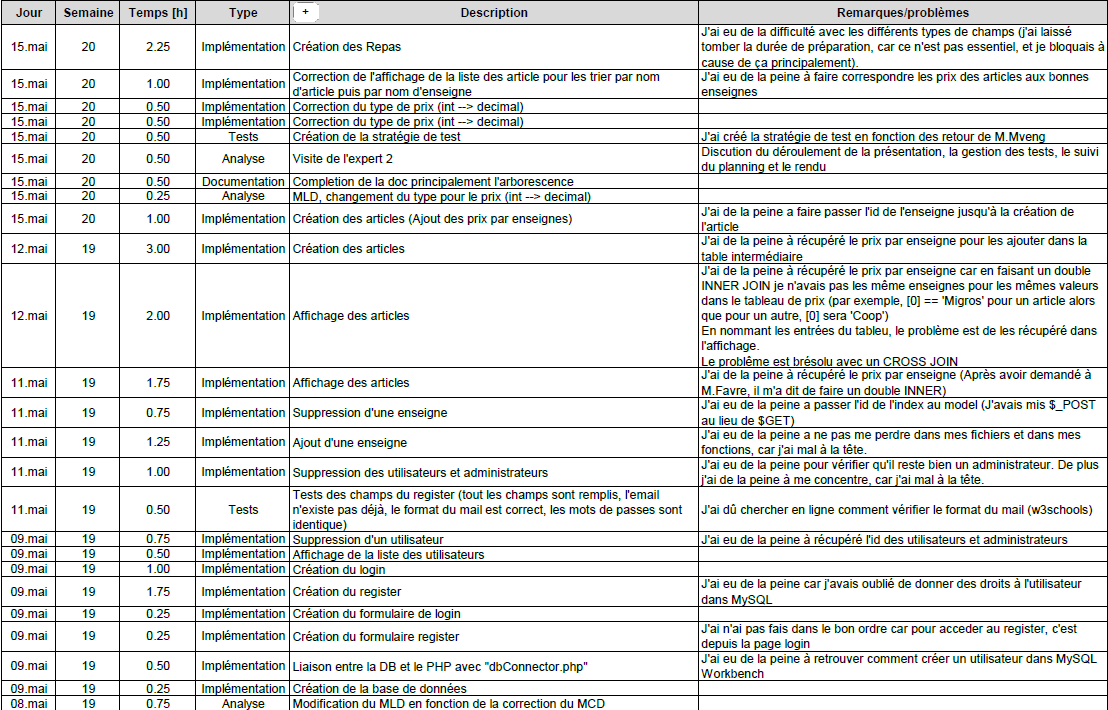 Jour Semaine Temps [h] Type + Description Remarques/problèmes
15.mai 20 2.25 Implémentation Création des Repas J'ai eu de la difficulté avec les différents types de champs (j'ai laissé
tomber la durée de préparation, car ce n'est pas essentiel, et je bloquais à
cause de ça principalement).
15.mai 20 1.00 Implémentation Correction de l'affichage de la liste des article pour les trier par nom
d'article puis par nom d'enseigne
J'ai eu de la peine à faire correspondre les prix des articles aux bonnes
enseignes
15.mai 20 0.50 Implémentation Correction du type de prix (int --> decimal)
15.mai 20 0.50 Implémentation Correction du type de prix (int --> decimal)
15.mai 20 0.50 Tests Création de la stratégie de test J'ai créé la stratégie de test en fonction des retour de M.Mveng
15.mai 20 0.50 Analyse Visite de l'expert 2 Discution du déroulement de la présentation, la gestion des tests, le suivi
du planning et le rendu
15.mai 20 0.50 Documentation Completion de la doc principalement l'arborescence
15.mai 20 0.25 Analyse MLD, changement du type pour le prix (int --> decimal)
15.mai 20 1.00 Implémentation Création des articles (Ajout des prix par enseignes) J'ai de la peine a faire passer l'id de l'enseigne jusqu'à la création de
l'article
12.mai 19 3.00 Implémentation Création des articles J'ai de la peine à récupéré le prix par enseigne pour les ajouter dans la
table intermédiaire
12.mai 19 2.00 Implémentation Affichage des articles J'ai de la peine à récupéré le prix par enseigne car en faisant un double
INNER JOIN je n'avais pas les même enseignes pour les mêmes valeurs
dans le tableau de prix (par exemple, [0] == 'Migros' pour un article alors
que pour un autre, [0] sera 'Coop')
En nommant les entrées du tableu, le problème est de les récupéré dans
l'affichage.
Le problême est brésolu avec un CROSS JOIN
11.mai 19 1.75 Implémentation Affichage des articles J'ai de la peine à récupéré le prix par enseigne (Après avoir demandé à
M.Favre, il m'a dit de faire un double INNER)
11.mai 19 0.75 Implémentation Suppression d'une enseigne J'ai eu de la peine a passer l'id de l'index au model (J'avais mis $_POST
au lieu de $GET)
11.mai 19 1.25 Implémentation Ajout d'une enseigne J'ai eu de la peine a ne pas me perdre dans mes fichiers et dans mes
fonctions, car j'ai mal à la tête.
11.mai 19 1.00 Implémentation Suppression des utilisateurs et administrateurs J'ai eu de la peine pour vérifier qu'il reste bien un administrateur. De plus
j'ai de la peine à me concentre, car j'ai mal à la tête.
11.mai 19 0.50 Tests Tests des champs du register (tout les champs sont remplis, l'email
n'existe pas déjà, le format du mail est correct, les mots de passes sont
identique)
J'ai dû chercher en ligne comment vérifier le format du mail (w3schools)
09.mai 19 0.75 Implémentation Suppression d'un utilisateur J'ai eu de la peine à récupéré l'id des utilisateurs et administrateurs
09.mai 19 0.50 Implémentation Affichage de la liste des utilisateurs
09.mai 19 1.00 Implémentation Création du login
09.mai 19 1.75 Implémentation Création du register J'ai eu de la peine car j'avais oublié de donner des droits à l'utilisateur
dans MySQL
09.mai 19 0.25 Implémentation Création du formulaire de login
09.mai 19 0.25 Implémentation Création du formulaire register J'ai n'ai pas fais dans le bon ordre car pour acceder au register, c'est
depuis la page login
09.mai 19 0.50 Implémentation Liaison entre la DB et le PHP avec "dbConnector.php" J'ai eu de la peine à retrouver comment créer un utilisateur dans MySQL
Workbench
09.mai 19 0.25 Implémentation Création de la base de données
08.mai 19 0.75 Analyse Modification du MLD en fonction de la correction du MCD